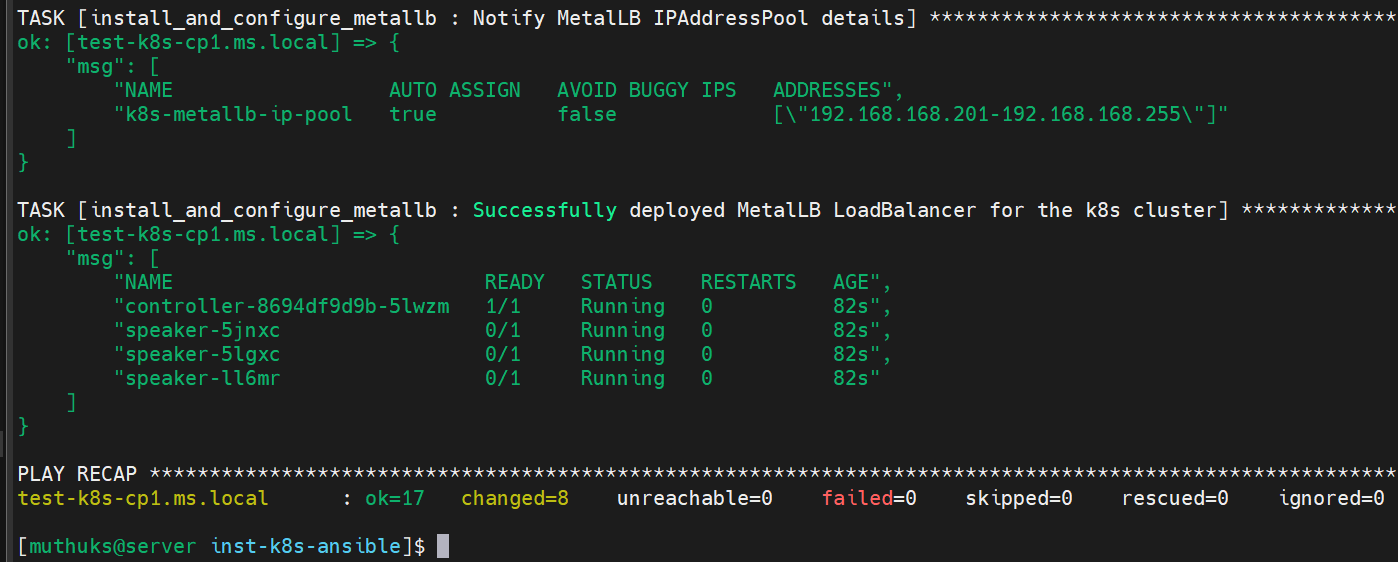 TASK [install_and_configure_metallb : Notify MetalLB IPAddressPool details] ***************************************
ok: [test-k8s-cp1.ms.local] => {
    "msg": [
        "NAME                    AUTO ASSIGN   AVOID BUGGY IPS   ADDRESSES",
        "k8s-metallb-ip-pool   true          false             [\"192.168.168.201-192.168.168.255\"]"
    ]
}
TASK [install_and_configure_metallb : Successfully deployed MetalLB LoadBalancer for the k8s cluster] *************
ok: [test-k8s-cp1.ms.local] => {
    "msg": [
        "NAME                          READY   STATUS    RESTARTS   AGE",
        "controller-8694df9d9b-5lwzm   1/1     Running   0          82s",
        "speaker-5jnxc                 0/1     Running   0          82s",
        "speaker-5lgxc                 0/1     Running   0          82s",
        "speaker-ll6mr                 0/1     Running   0          82s"
    ]
}
PLAY RECAP ********************************************************************************************************
test-k8s-cp1.ms.local      : ok=17   changed=8    unreachable=0    failed=0    skipped=0    rescued=0    ignored=0
[muthuks@server inst-k8s-ansible]$